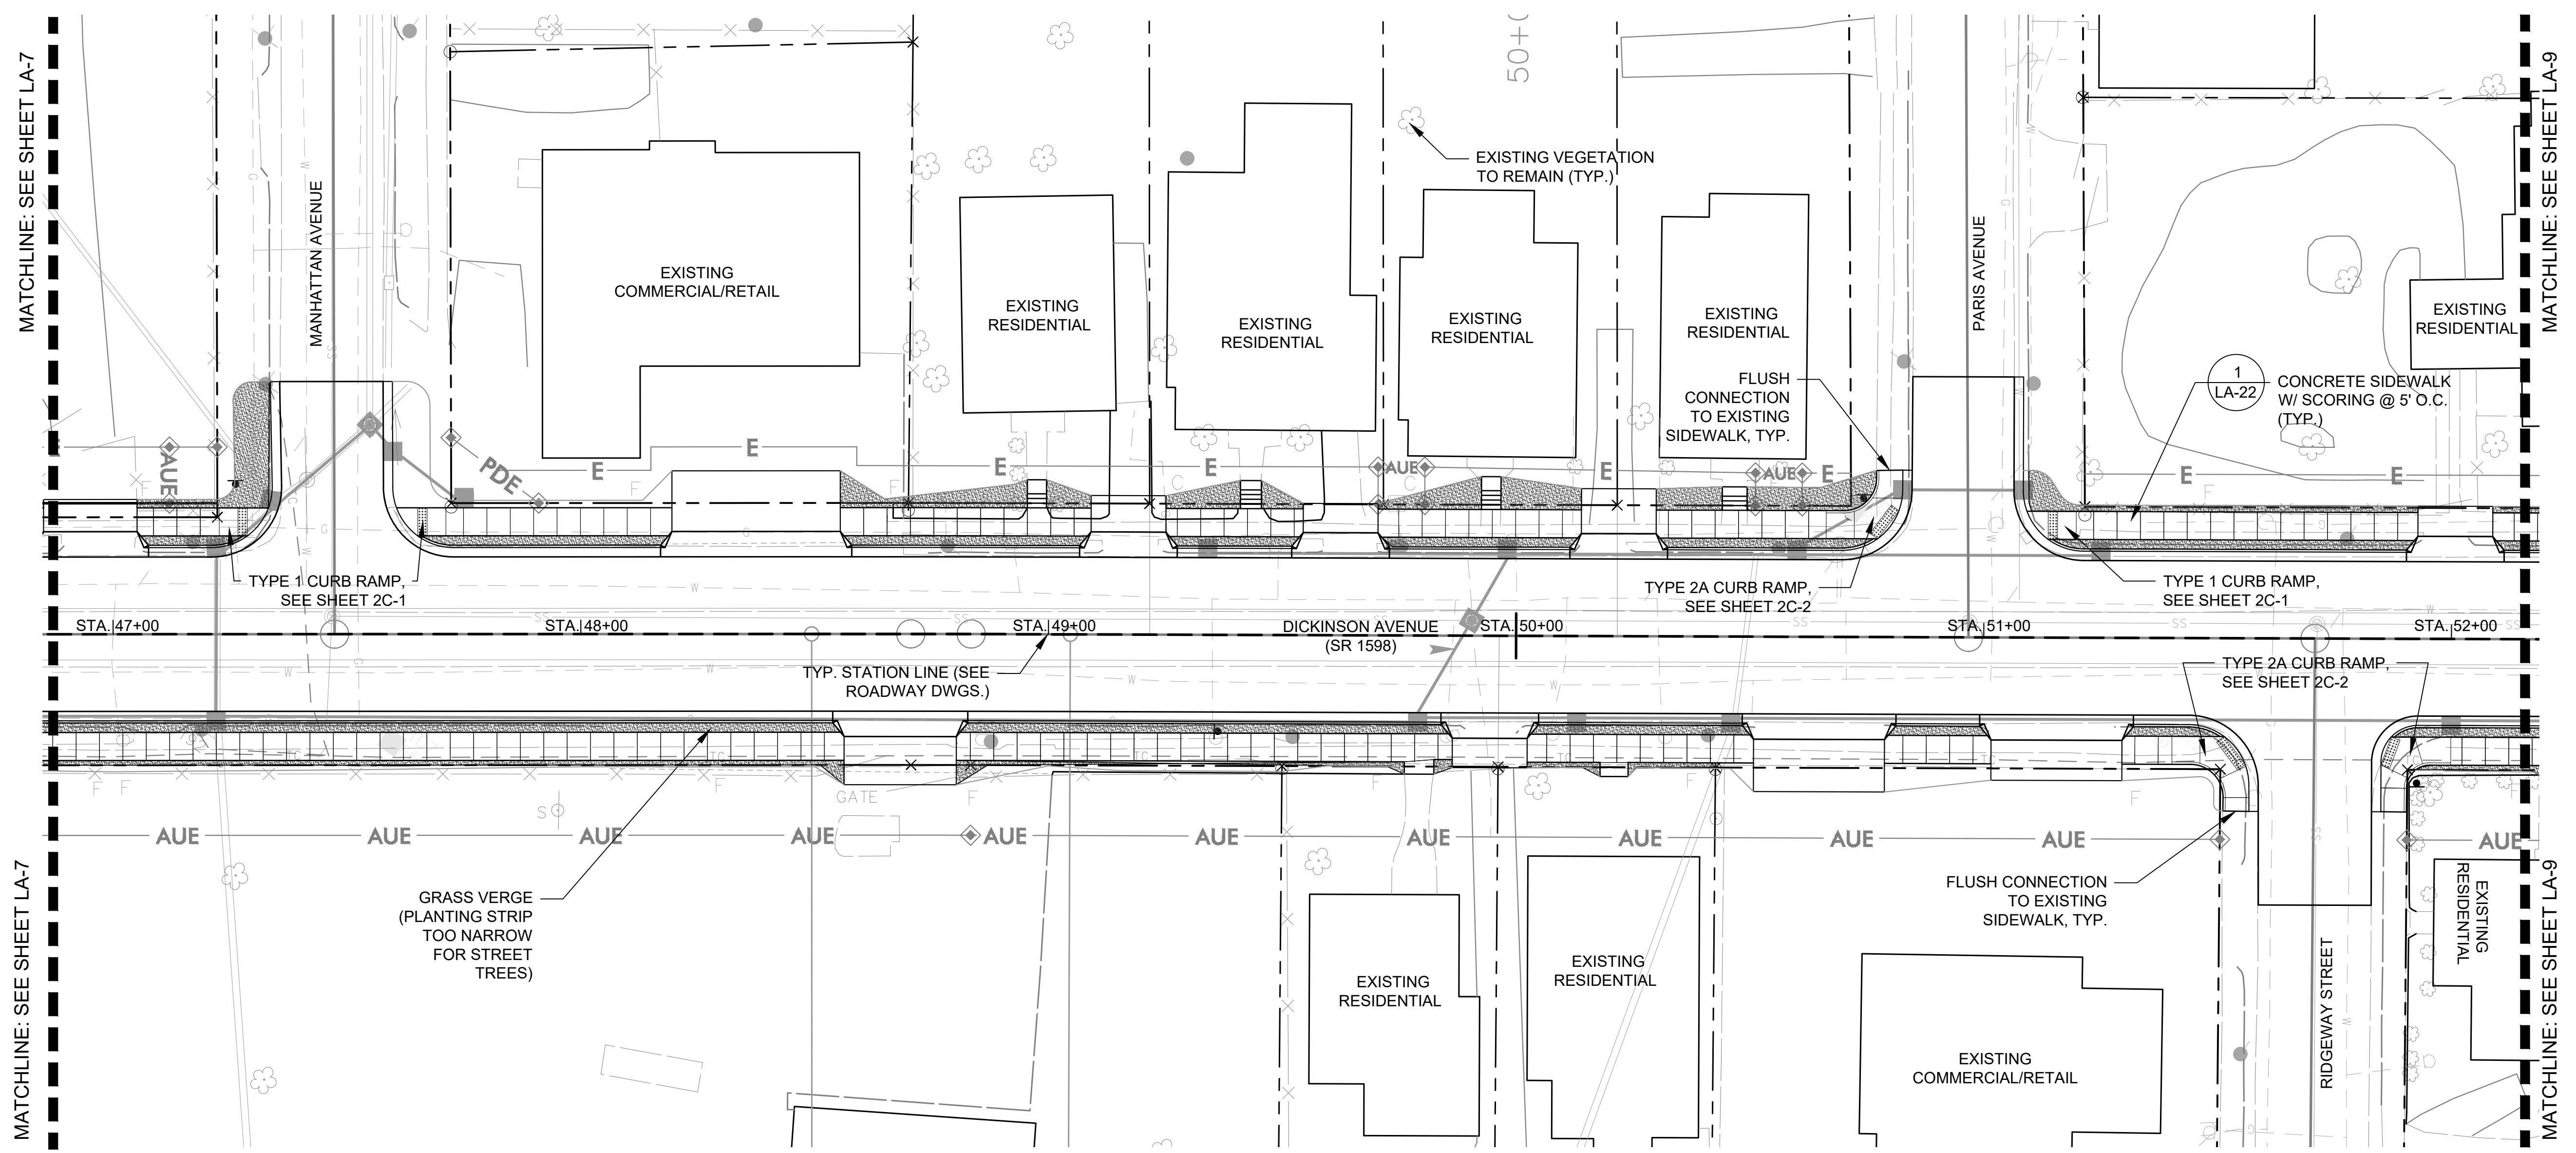 MATCHLINE: SEE SHEET LA-7
MATCHLINE: SEE SHEET LA-9
MANHATTAN AVENUE
50+0
EXISTING VEGETATION
TO REMAIN (TYP.)
PARIS AVENUE
EXISTING
COMMERCIAL/RETAIL
EXISTING
RESIDENTIAL
EXISTING
RESIDENTIAL
EXISTING
RESIDENTIAL
EXISTING
RESIDENTIAL
EXISTING
RESIDENTIAL
FLUSH
CONNECTION
TO EXISTING
SIDEWALK, TYP.
1
LA-22
CONCRETE SIDEWALK
W/ SCORING @ 5' O.C.
(TYP.)
AUE
PDE
E
E
E
E
AUE
E
AUE
E
E
E
TYPE 1 CURB RAMP,
SEE SHEET 2C-1
TYPE 2A CURB RAMP,
SEE SHEET 2C-2
TYPE 1 CURB RAMP,
SEE SHEET 2C-1
STA. 47+00
STA. 48+00
STA. 49+00
DICKINSON AVENUE
(SR 1598)
STA. 50+00
STA. 51+00
STA. 52+00
TYP. STATION LINE (SEE
ROADWAY DWGS.)
TYPE 2A CURB RAMP,
SEE SHEET 2C-2
GATE
F
F
F
F
F
F
S
AUE
AUE
AUE
AUE
AUE
AUE
AUE
AUE
AUE
AUE
AUE
GRASS VERGE
(PLANTING STRIP
TOO NARROW
FOR STREET
TREES)
FLUSH CONNECTION
TO EXISTING
SIDEWALK, TYP.
EXISTING
RESIDENTIAL
EXISTING
RESIDENTIAL
EXISTING
RESIDENTIAL
EXISTING
COMMERCIAL/RETAIL
RIDGEWAY STREET
MATCHLINE: SEE SHEET LA-7
MATCHLINE: SEE SHEET LA-9